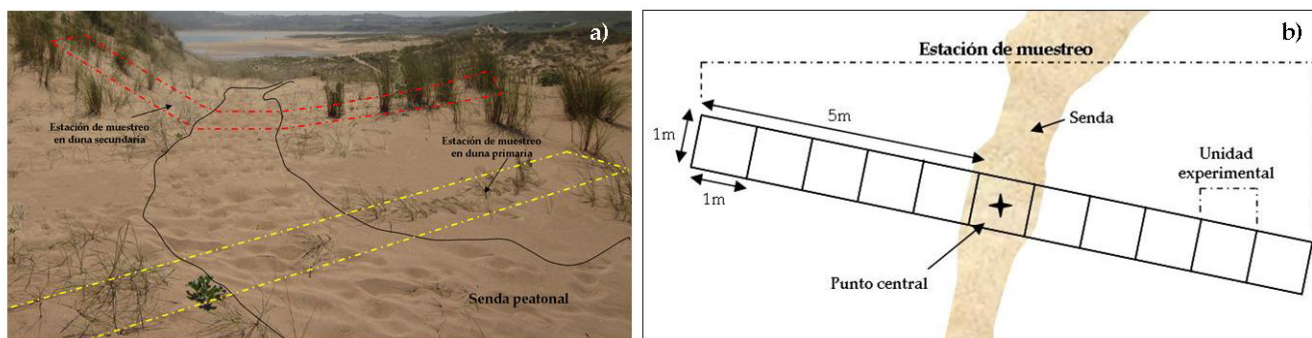 a)
Estación de muestreo
en duna secundaria
Estación de muestreo
en duna primaria
Senda peatonal
b)
Estación de muestreo
5m
1m
Senda
Unidad
experimental
1m
Punto central